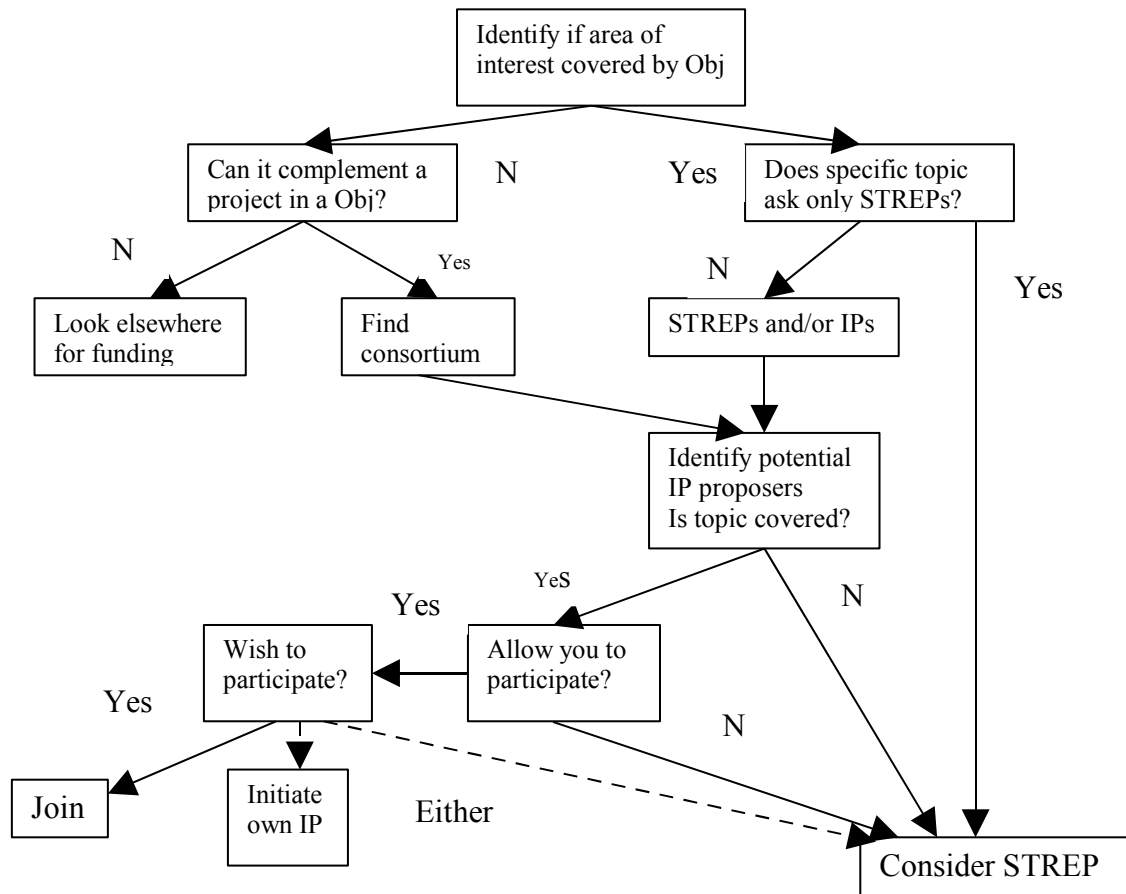 Identify if area of
interest covered by Obj
Can it complement a
project in a Obj?
N
Yes
Does specific topic
ask only STREPs?
N
Yes
N
Yes
Look elsewhere
for funding
Find
consortium
STREPs and/or IPs
Identify potential
IP proposers
Is topic covered?
Yes
N
Yes
Wish to
participate?
Allow you to
participate?
Yes
N
Join
Initiate
own IP
Either
Consider STREP